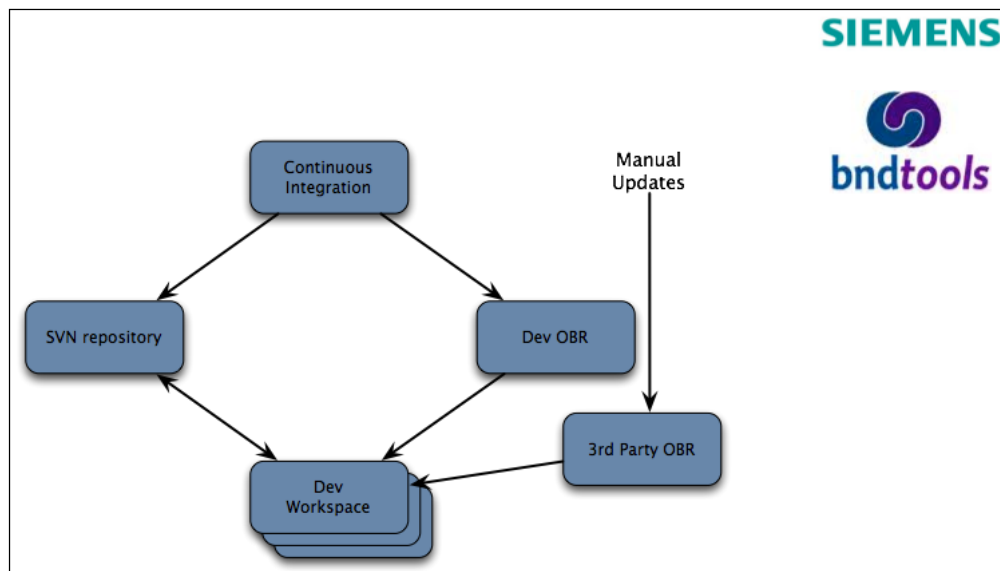 SIEMENS
bndtools
Continuous
Integration
Manual
Updates
SVN repository
Dev OBR
3rd Party OBR
Dev
Workspace